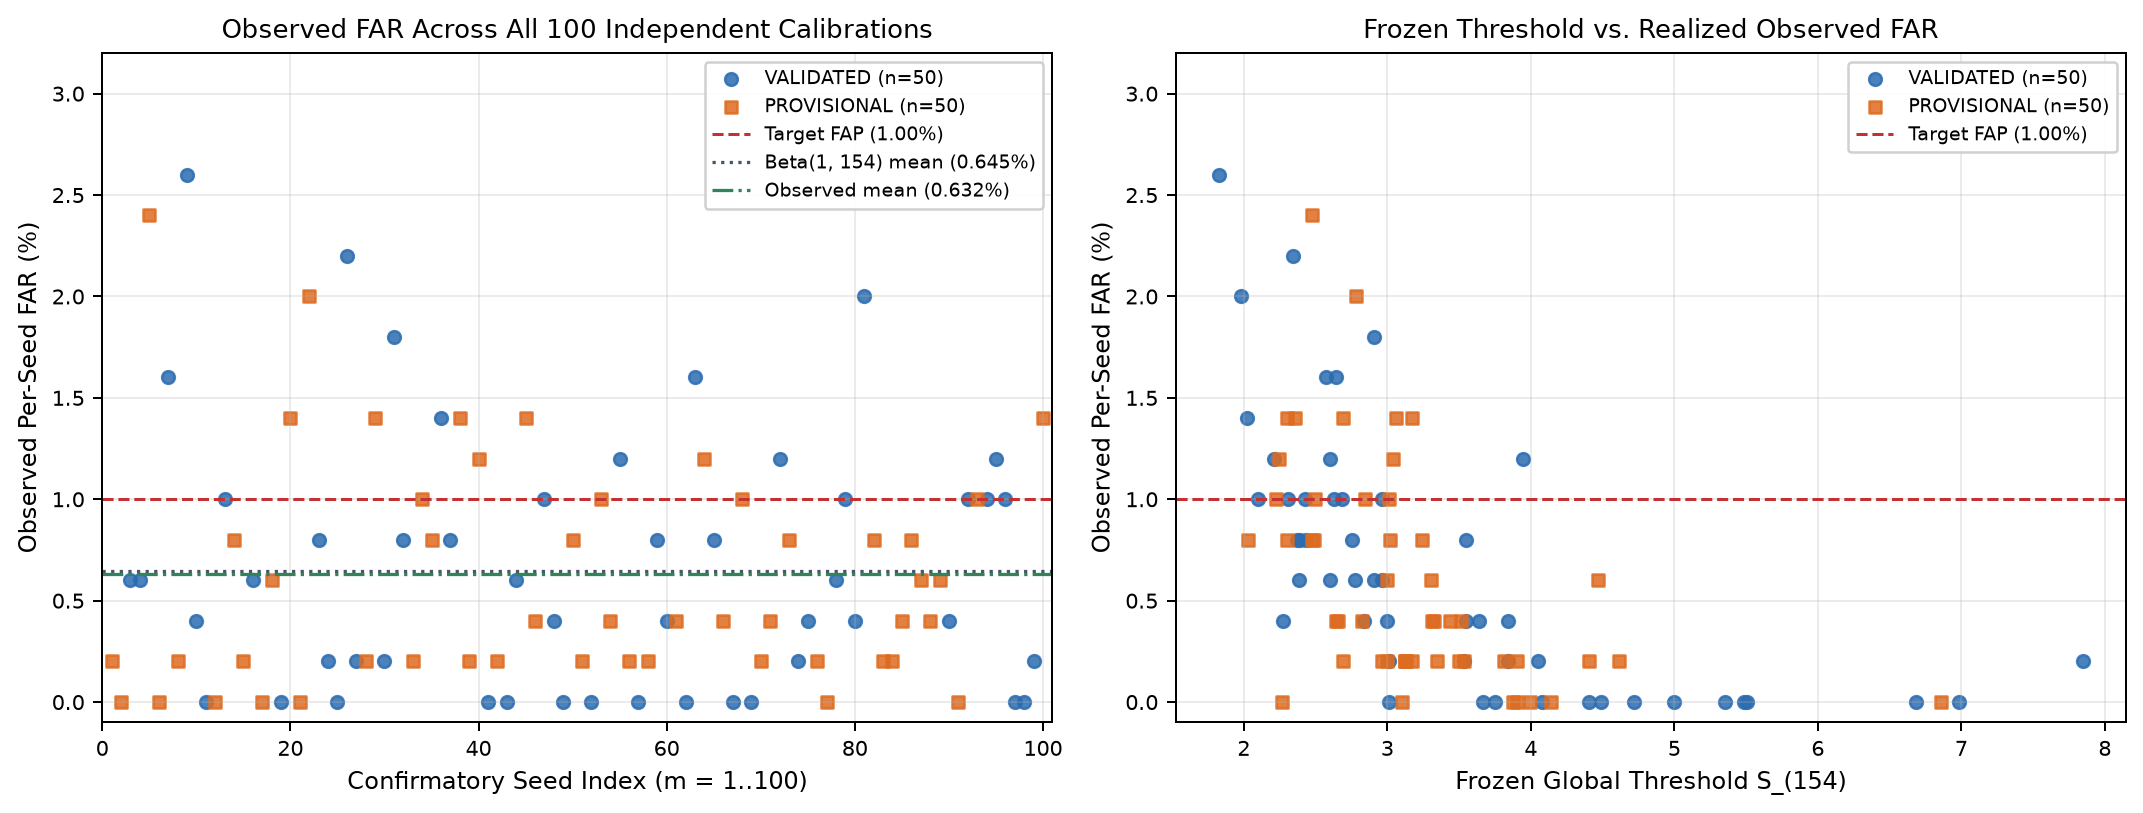 Observed FAR Across All 100 Independent Calibrations
Observed Per-Seed FAR (%)
3.0
2.5
2.0
1.5
1.0
0.5
0.0
VALIDATED (n=50)
PROVISIONAL (n=50)
Target FAP (1.00%)
Beta(1, 154) mean (0.645%)
Observed mean (0.632%)
0 20 40 60 80 100
Confirmatory Seed Index (m = 1..100)
Frozen Threshold vs. Realized Observed FAR
Observed Per-Seed FAR (%)
3.0
2.5
2.0
1.5
1.0
0.5
0.0
VALIDATED (n=50)
PROVISIONAL (n=50)
Target FAP (1.00%)
2 3 4 5 6 7 8
Frozen Global Threshold S_(154)